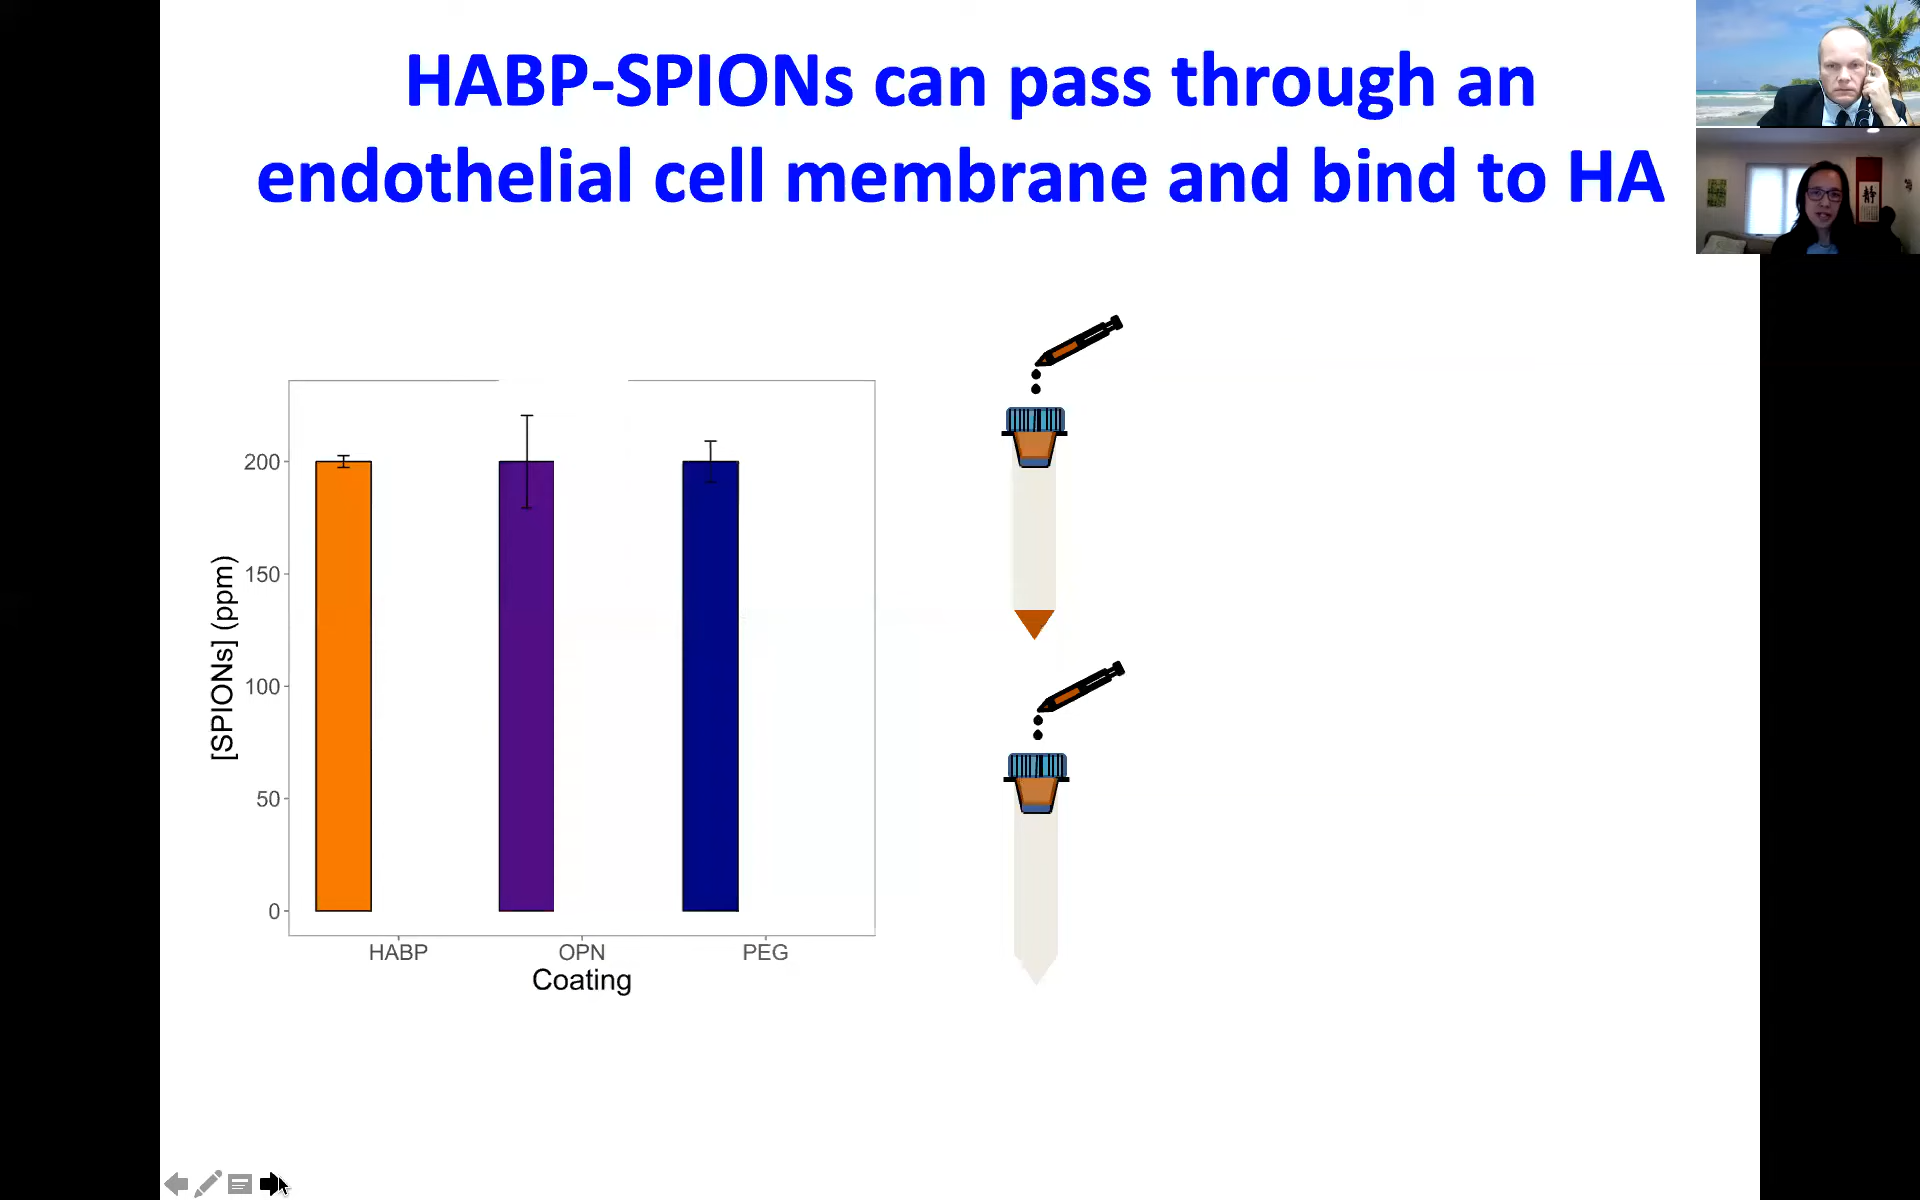 HABP-SPIONs can pass through an
endothelial cell membrane and bind to HA
静
[SPIONs] (ppm)
200
150
100
50
0
HABP
OPN
PEG
Coating